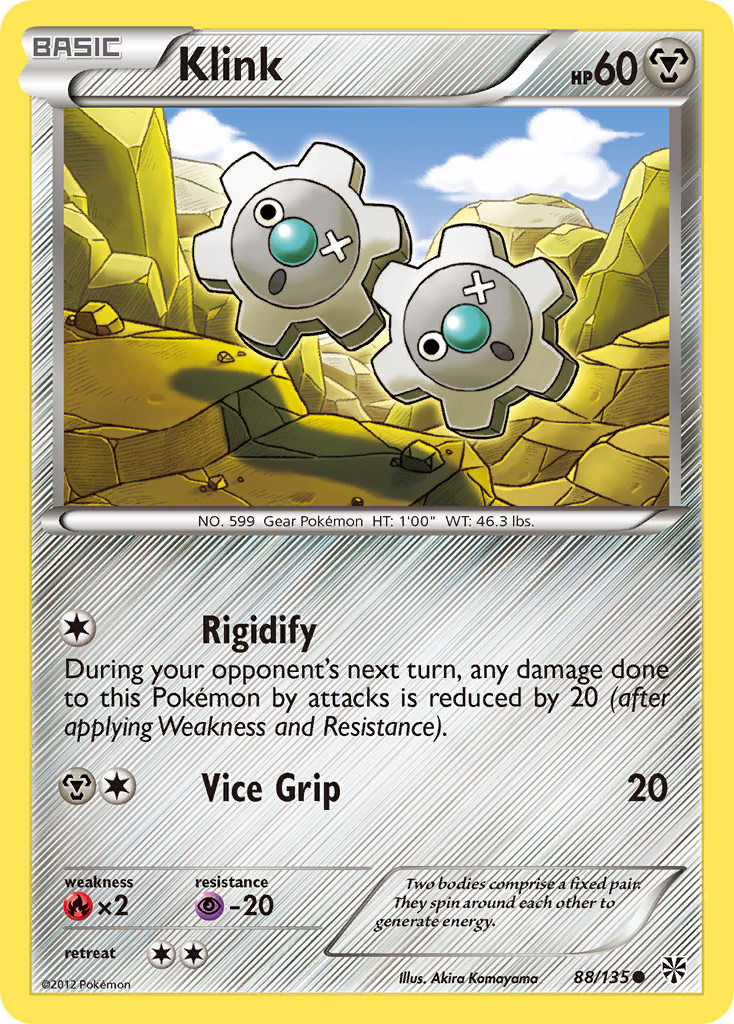 BASIC
Klink
HP60
NO. 599 Gear Pokémon HT: 1'00" WT: 46.3 lbs.
Rigidify
During your opponent's next turn, any damage done
to this Pokémon by attacks is reduced by 20 (after
applying Weakness and Resistance).
Vice Grip 20
weakness resistance
×2 -20
Two bodies comprise a fixed pair.
They spin around each other to
generate energy.
retreat
©2012 Pokémon
Illus. Akira Komayama
88/135